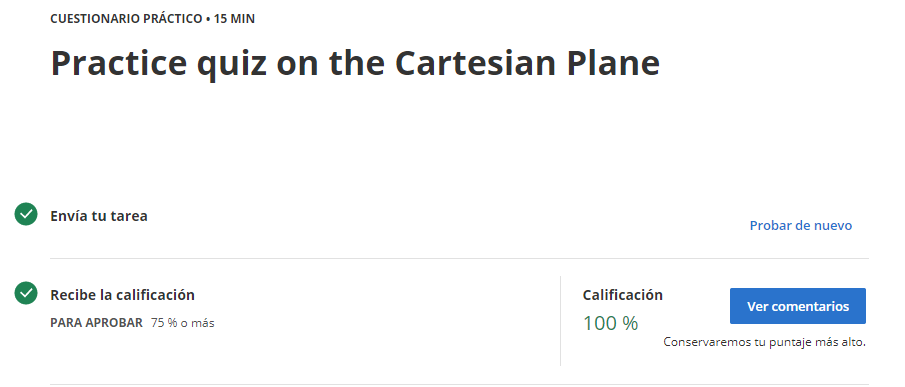 CUESTIONARIO PRÁCTICO • 15 MIN
Practice quiz on the Cartesian Plane
Envía tu tarea
Probar de nuevo
Recibe la calificación
PARA APROBAR 75 % o más
Calificación
100 %
Ver comentarios
Conservaremos tu puntaje más alto.